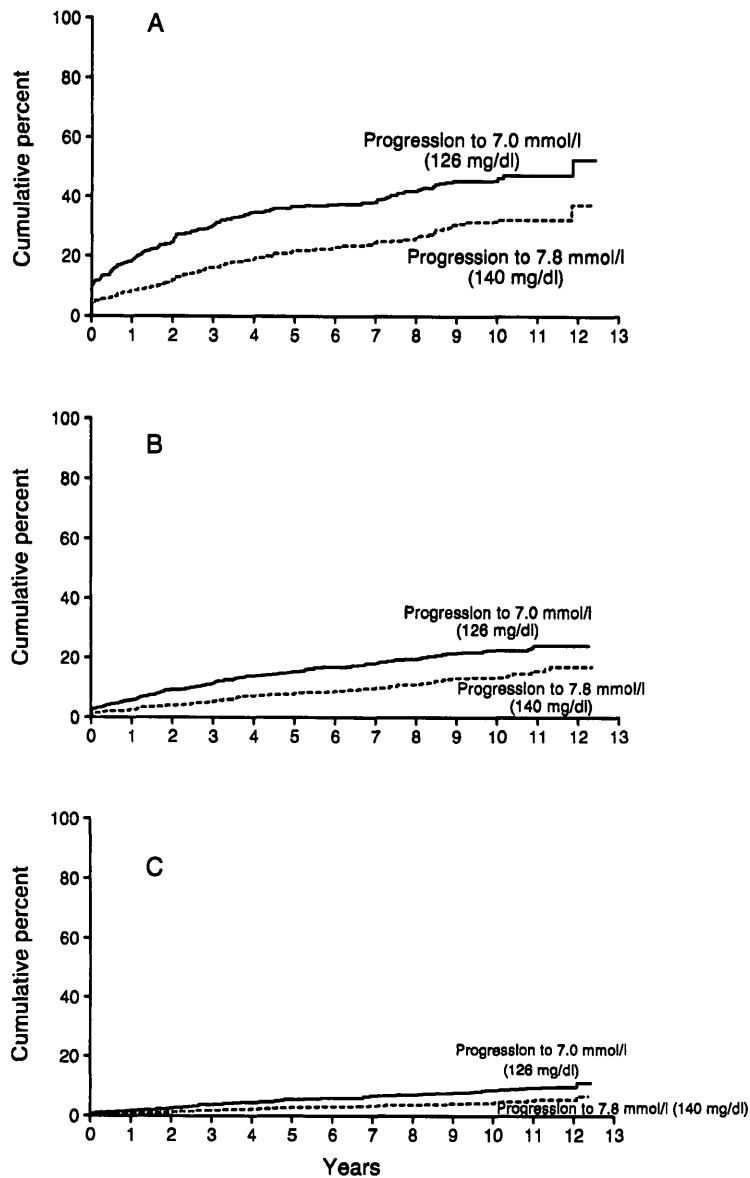 A
100
80
60
40
20
0
Cumulative percent
Progression to 7.0 mmol/l
(126 mg/dl)
Progression to 7.8 mmol/l
(140 mg/dl)
0 1 2 3 4 5 6 7 8 9 10 11 12 13
B
100
80
60
40
20
0
Cumulative percent
Progression to 7.0 mmol/l
(126 mg/dl)
Progression to 7.8 mmol/l
(140 mg/dl)
0 1 2 3 4 5 6 7 8 9 10 11 12 13
C
100
80
60
40
20
0
Cumulative percent
Progression to 7.0 mmol/l
(126 mg/dl)
Progression to 7.8 mmol/l (140 mg/dl)
0 1 2 3 4 5 6 7 8 9 10 11 12 13
Years